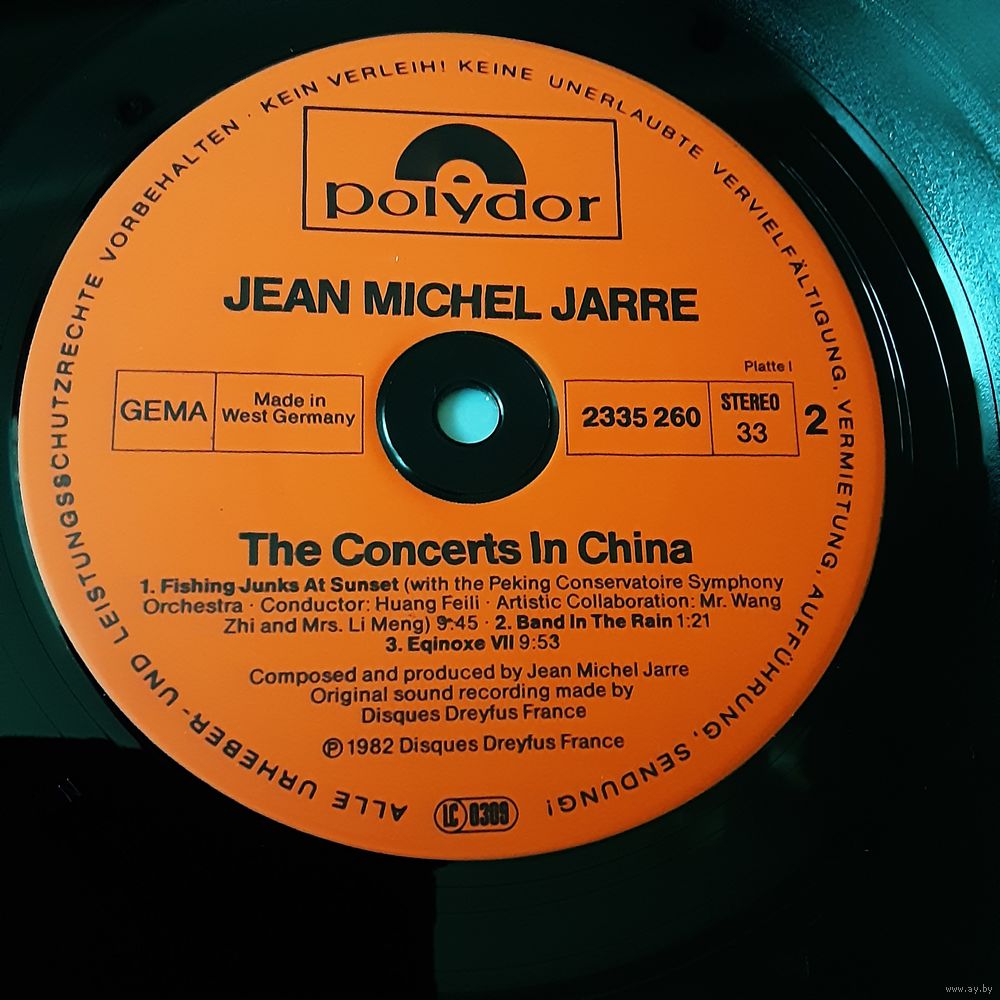 ALLE URHEBER- UND LEISTUNGSSCHUTZRECHTE VORBEHALTEN · KEIN VERLEIH! KEINE UNERLAUBTE VERVIELFÄLTIGUNG, VERMIETUNG, AUFFÜHRUNG, SENDUNG!
polydor
JEAN MICHEL JARRE
Platte I
GEMA
Made in
West Germany
2335 260
STEREO
33
2
The Concerts In China
1. Fishing Junks At Sunset (with the Peking Conservatoire Symphony
Orchestra · Conductor: Huang Feili · Artistic Collaboration: Mr. Wang
Zhi and Mrs. Li Meng) 9:45 · 2. Band In The Rain 1:21
3. Eqinoxe VII 9:53
Composed and produced by Jean Michel Jarre
Original sound recording made by
Disques Dreyfus France
℗ 1982 Disques Dreyfus France
LC 0309
www.ay.by